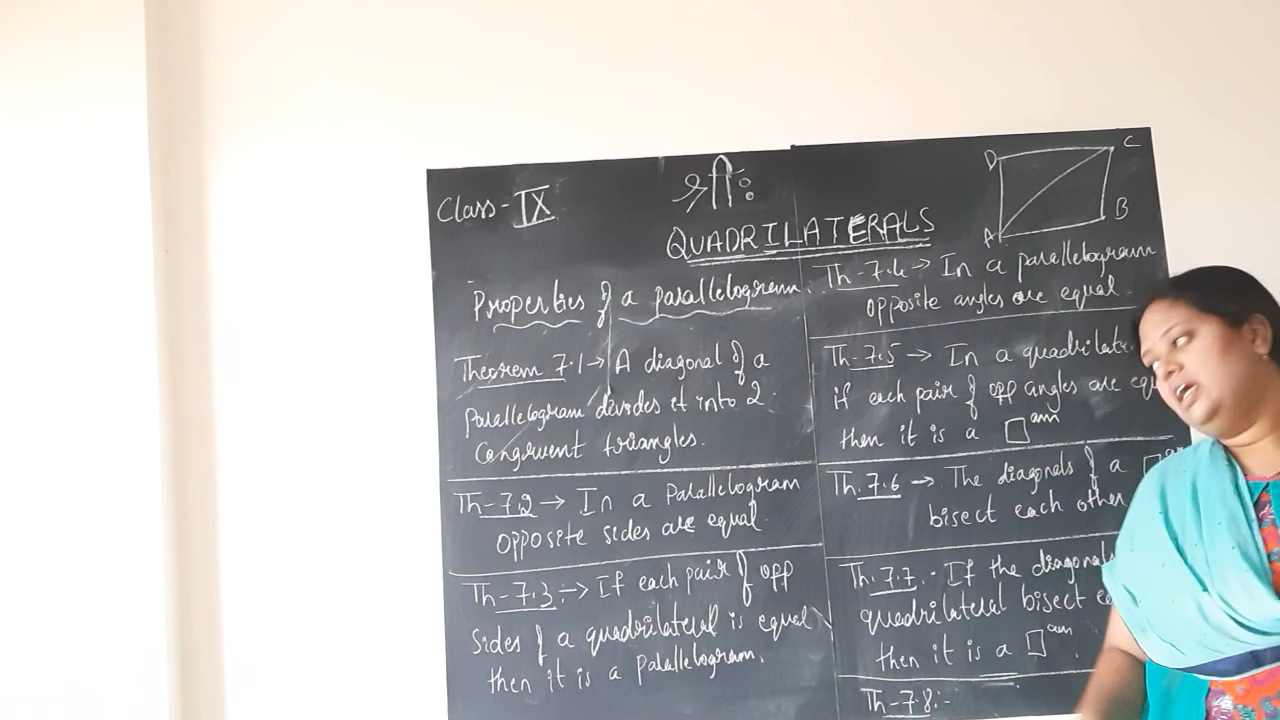 Class - IX
QUADRILATERALS
Properties of a parallelogram.
Theorem 7.1 → A diagonal of a
parallelogram divides it into 2
congruent triangles.
Th-7.2 → In a parallelogram
opposite sides are equal.
Th-7.3 :→ If each pair of opp
sides of a quadrilateral is equal
then it is a parallelogram.
D C
A B
Th-7.4 → In a parallelogram
opposite angles are equal.
Th-7.5 → In a
if each pair of opp angles are
then it is a □am
Th.7.6 → The diagonals of a
bisect each other
Th.7.7.- If the
quadrilateral bisect
then it is a □am.
Th-7.8:-